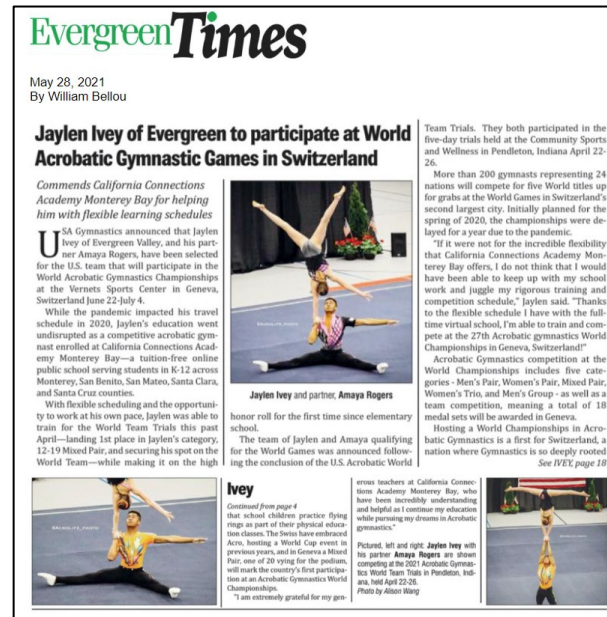 EvergreenTimes
May 28, 2021
By William Bellou
Jaylen Ivey of Evergreen to participate at World
Acrobatic Gymnastic Games in Switzerland
Commends California Connections
Academy Monterey Bay for helping
him with flexible learning schedules
USA Gymnastics announced that Jaylen
Ivey of Evergreen Valley, and his part-
ner Amaya Rogers, have been selected
for the U.S. team that will participate in the
World Acrobatic Gymnastics Championships
at the Vernets Sports Center in Geneva,
Switzerland June 22-July 4.
While the pandemic impacted his travel
schedule in 2020, Jaylen's education went
undisrupted as a competitive acrobatic gym-
nast enrolled at California Connections Acad-
emy Monterey Bay—a tuition-free online
public school serving students in K-12 across
Monterey, San Benito, San Mateo, Santa Clara,
and Santa Cruz counties.
With flexible scheduling and the opportuni-
ty to work at his own pace, Jaylen was able to
train for the World Team Trials this past
April—landing 1st place in Jaylen's category,
12-19 Mixed Pair, and securing his spot on the
World Team—while making it on the high
Jaylen Ivey and partner, Amaya Rogers
honor roll for the first time since elementary
school.
The team of Jaylen and Amaya qualifying
for the World Games was announced follow-
ing the conclusion of the U.S. Acrobatic World
Team Trials. They both participated in the
five-day trials held at the Community Sports
and Wellness in Pendleton, Indiana April 22-
26.
More than 200 gymnasts representing 24
nations will compete for five World titles up
for grabs at the World Games in Switzerland's
second largest city. Initially planned for the
spring of 2020, the championships were de-
layed for a year due to the pandemic.
"If it were not for the incredible flexibility
that California Connections Academy Mon-
terey Bay offers, I do not think that I would
have been able to keep up with my school
work and juggle my rigorous training and
competition schedule," Jaylen said. "Thanks
to the flexible schedule I have with the full-
time virtual school, I'm able to train and com-
pete at the 27th Acrobatic gymnastics World
Championships in Geneva, Switzerland!"
Acrobatic Gymnastics competition at the
World Championships includes five cate-
gories - Men's Pair, Women's Pair, Mixed Pair,
Women's Trio, and Men's Group - as well as a
team competition, meaning a total of 18
medal sets will be awarded in Geneva.
Hosting a World Championships in Acro-
batic Gymnastics is a first for Switzerland, a
nation where Gymnastics is so deeply rooted
See IVEY, page 18
Ivey
Continued from page 4
that school children practice flying
rings as part of their physical educa-
tion classes. The Swiss have embraced
Acro, hosting a World Cup event in
previous years, and in Geneva a Mixed
Pair, one of 20 vying for the podium,
will mark the country's first participa-
tion at an Acrobatic Gymnastics World
Championships.
"I am extremely grateful for my gen-
erous teachers at California Connec-
tions Academy Monterey Bay, who
have been incredibly understanding
and helpful as I continue my education
while pursuing my dreams in Acrobatic
gymnastics."
Pictured, left and right: Jaylen Ivey with
his partner Amaya Rogers are shown
competing at the 2021 Acrobatic Gymnas-
tics World Team Trials in Pendleton, Indi-
ana, held April 22-26.
Photo by Alison Wang